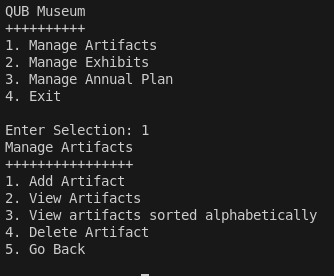 QUB Museum
++++++++++
1. Manage Artifacts
2. Manage Exhibits
3. Manage Annual Plan
4. Exit

Enter Selection: 1
Manage Artifacts
++++++++++++++++
1. Add Artifact
2. View Artifacts
3. View artifacts sorted alphabetically
4. Delete Artifact
5. Go Back